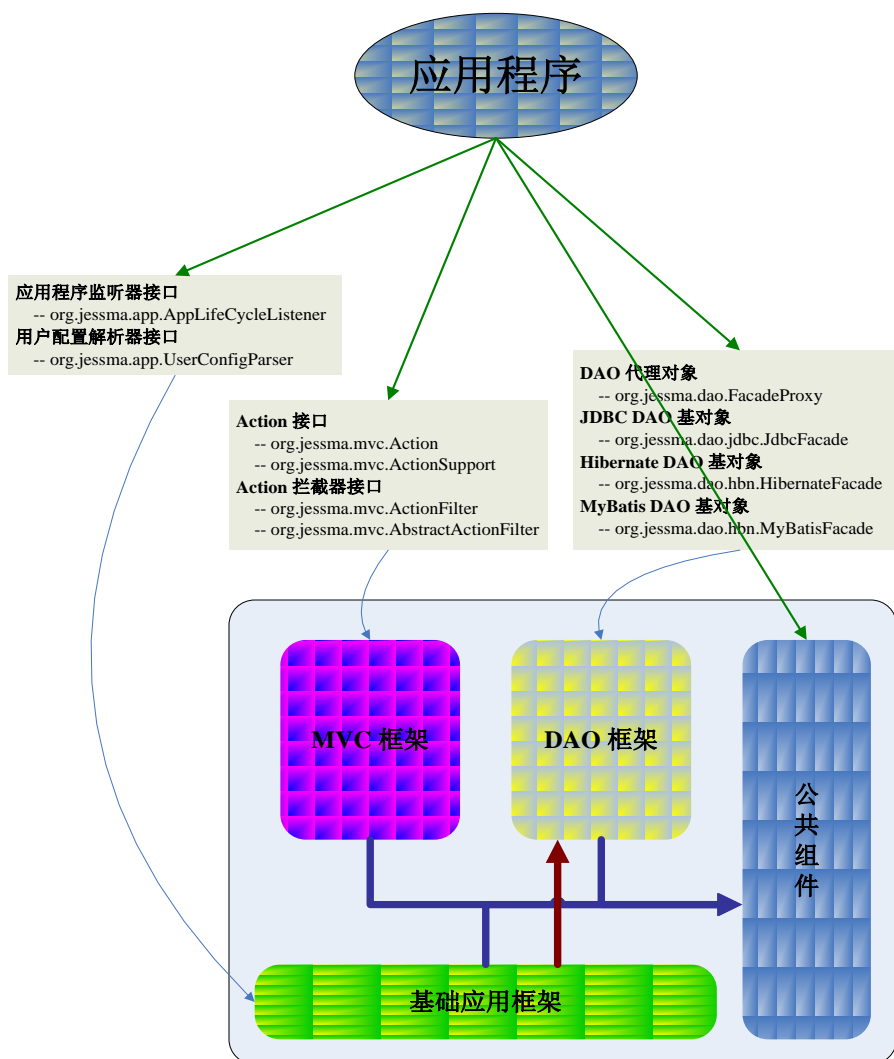 应用程序
应用程序监听器接口
-- org.jessma.app.AppLifeCycleListener
用户配置解析器接口
-- org.jessma.app.UserConfigParser
Action 接口
-- org.jessma.mvc.Action
-- org.jessma.mvc.ActionSupport
Action 拦截器接口
-- org.jessma.mvc.ActionFilter
-- org.jessma.mvc.AbstractActionFilter
DAO 代理对象
-- org.jessma.dao.FacadeProxy
JDBC DAO 基对象
-- org.jessma.dao.jdbc.JdbcFacade
Hibernate DAO 基对象
-- org.jessma.dao.hbn.HibernateFacade
MyBatis DAO 基对象
-- org.jessma.dao.hbn.MyBatisFacade
MVC 框架
DAO 框架
公共组件
基础应用框架